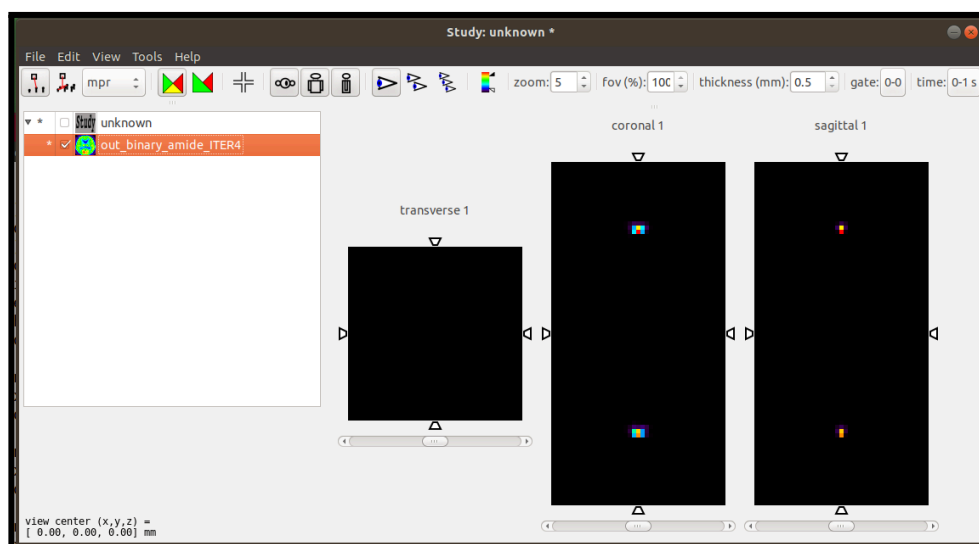 Study: unknown *
File Edit View Tools Help
mpr zoom: 5 fov (%): 100 thickness (mm): 0.5 gate: 0-0 time: 0-1 s
* Study unknown
* out_binary_amide_ITER4
coronal 1 sagittal 1
transverse 1
view center (x,y,z) =
[ 0.00, 0.00, 0.00] mm